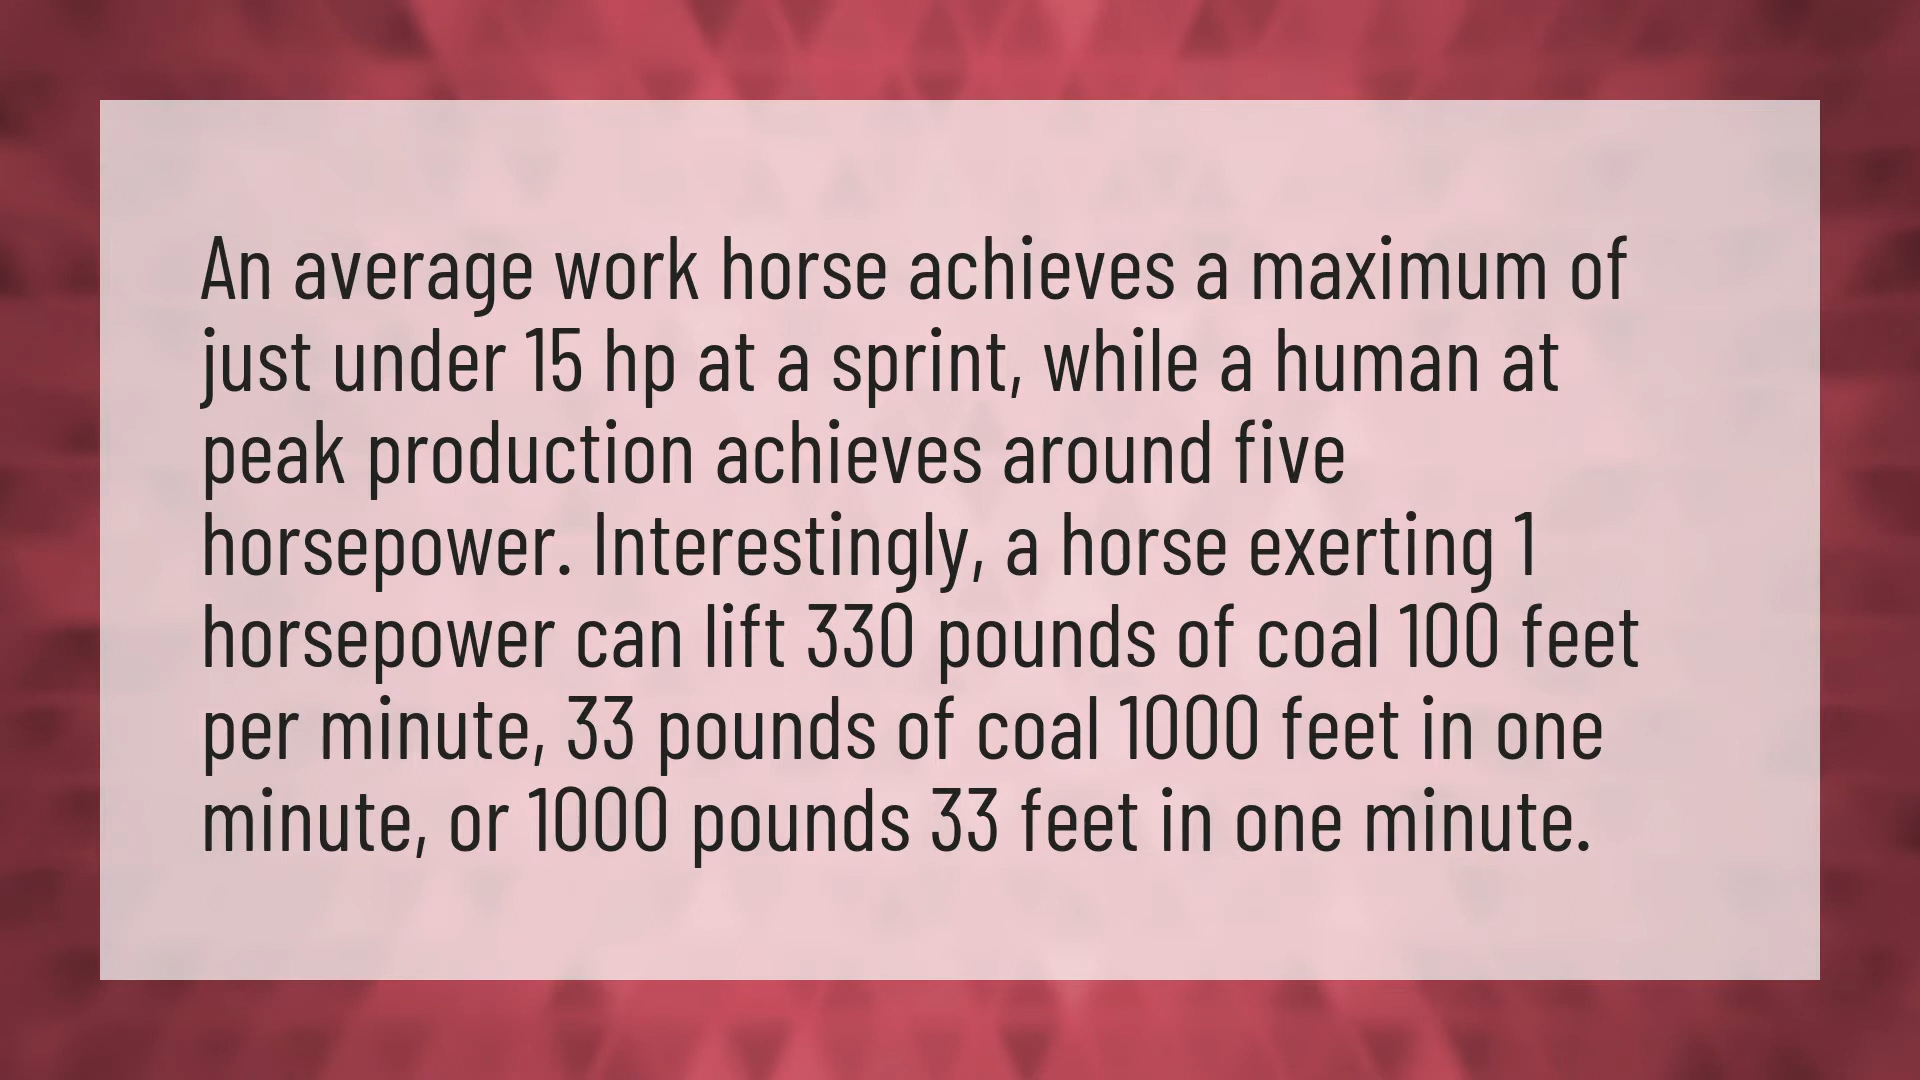 An average work horse achieves a maximum of
just under 15 hp at a sprint, while a human at
peak production achieves around five
horsepower. Interestingly, a horse exerting 1
horsepower can lift 330 pounds of coal 100 feet
per minute, 33 pounds of coal 1000 feet in one
minute, or 1000 pounds 33 feet in one minute.